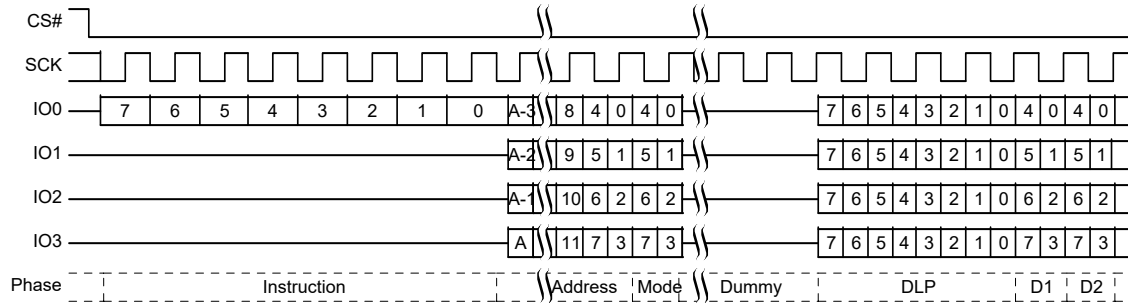 CS#
SCK
IO0 7 6 5 4 3 2 1 0 A-3 8 4 0 4 0 7 6 5 4 3 2 1 0 4 0 4 0
IO1 A-2 9 5 1 5 1 7 6 5 4 3 2 1 0 5 1 5 1
IO2 A-1 10 6 2 6 2 7 6 5 4 3 2 1 0 6 2 6 2
IO3 A 11 7 3 7 3 7 6 5 4 3 2 1 0 7 3 7 3
Phase Instruction Address Mode Dummy DLP D1 D2